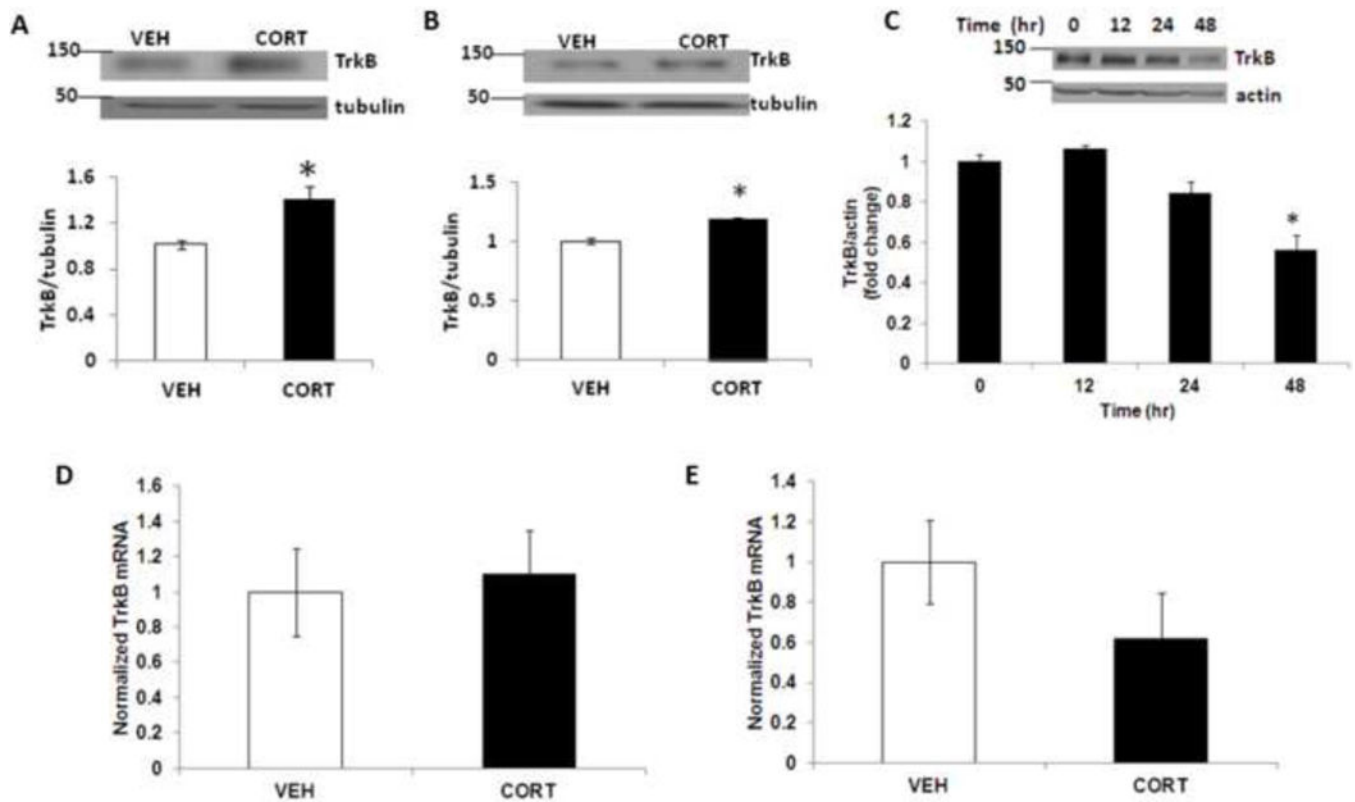 A
VEH CORT
150
TrkB
50
tubulin
*
1.6
1.2
0.8
0.4
0
TrkB/tubulin
VEH CORT
B
VEH CORT
150
TrkB
50
tubulin
*
1.5
1
0.5
0
TrkB/tubulin
VEH CORT
C
Time (hr) 0 12 24 48
150
TrkB
50
actin
1.2
1
0.8
0.6
0.4
0.2
0
*
TrkB/actin
(fold change)
0 12 24 48
Time (hr)
D
1.6
1.4
1.2
1
0.8
0.6
0.4
0.2
0
Normalized TrkB mRNA
VEH CORT
E
1.4
1.2
1
0.8
0.6
0.4
0.2
0
Normalized TrkB mRNA
VEH CORT